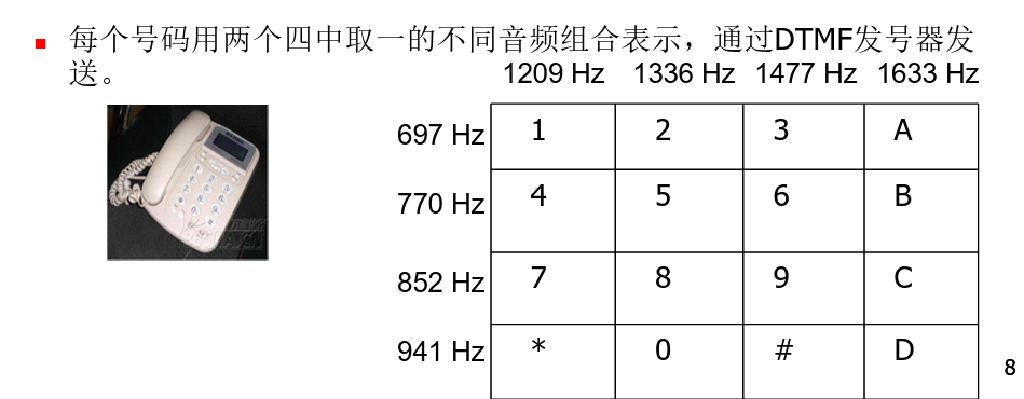 每个号码用两个四中取一的不同音频组合表示，通过DTMF发号器发
送。
1209 Hz 1336 Hz 1477 Hz 1633 Hz
697 Hz 1 2 3 A
770 Hz 4 5 6 B
852 Hz 7 8 9 C
941 Hz * 0 # D
8